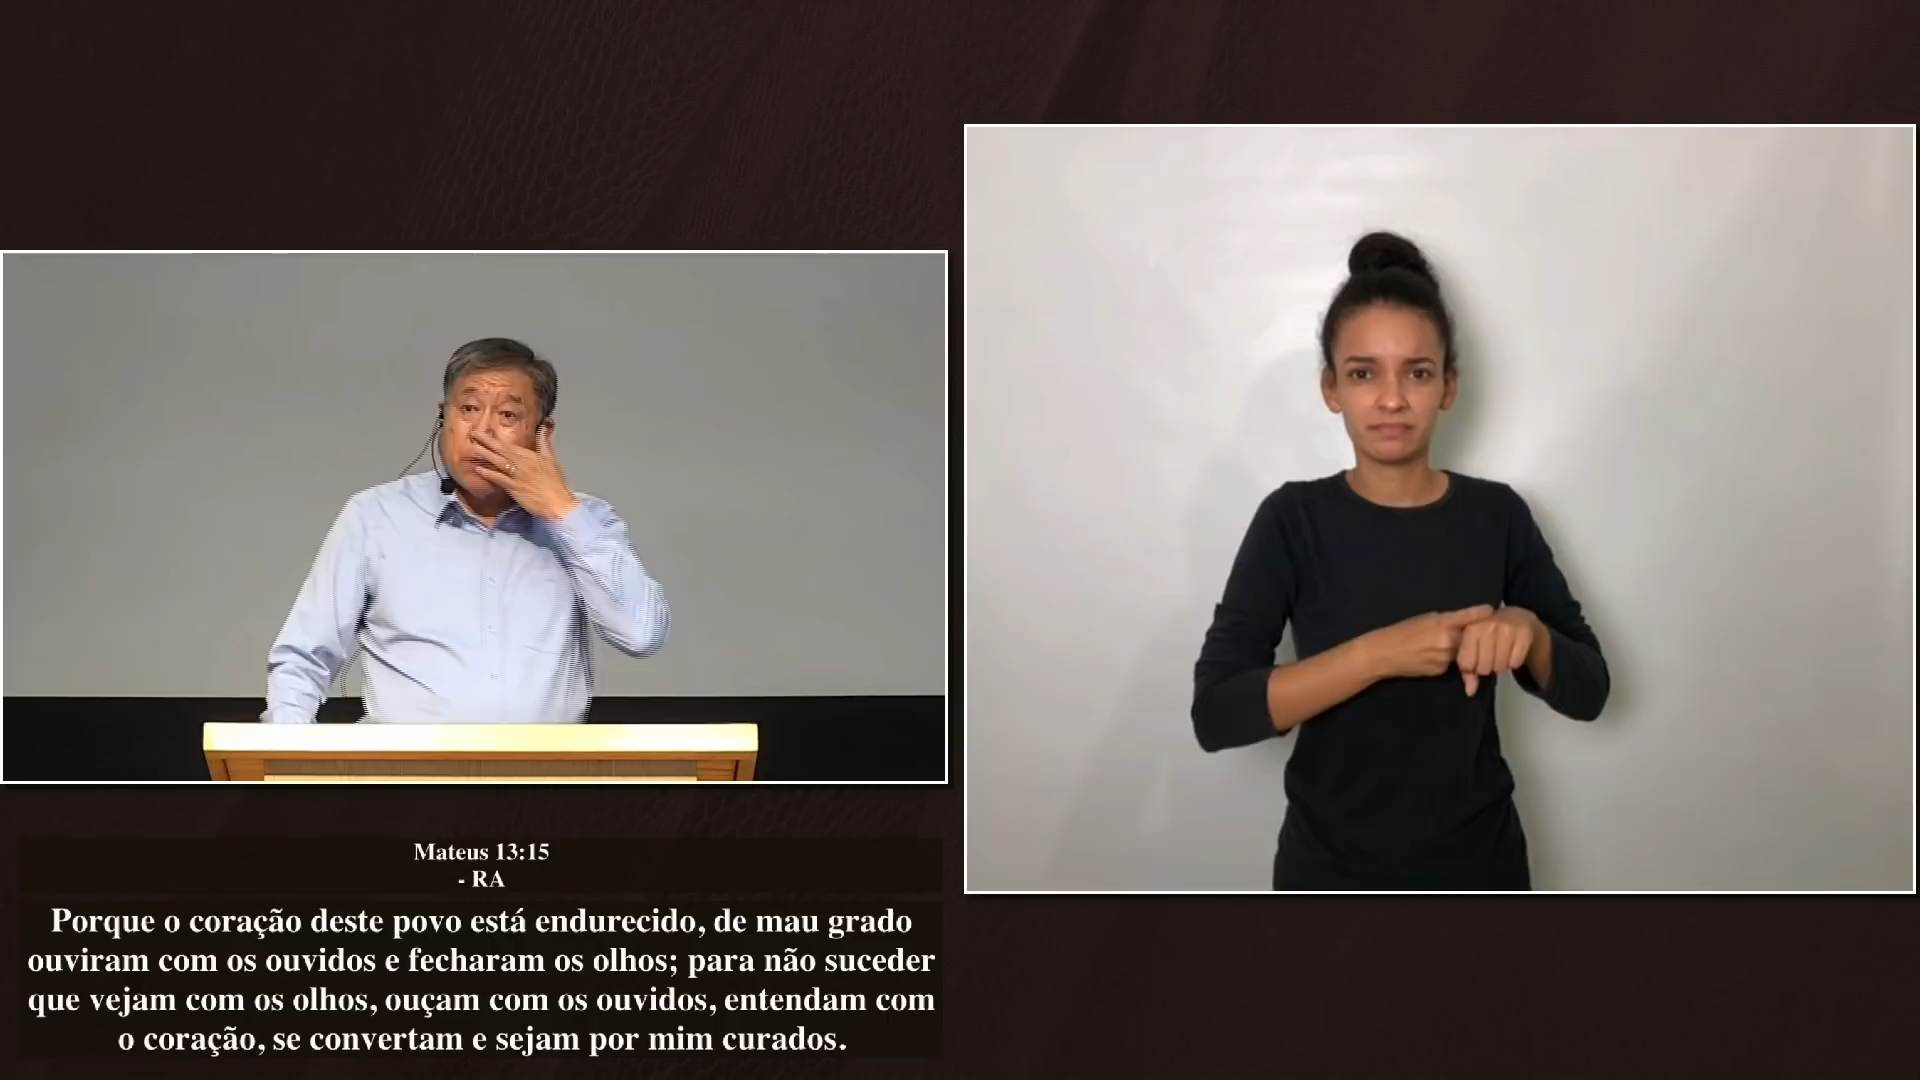 Mateus 13:15
- RA
Porque o coração deste povo está endurecido, de mau grado
ouviram com os ouvidos e fecharam os olhos; para não suceder
que vejam com os olhos, ouçam com os ouvidos, entendam com
o coração, se convertam e sejam por mim curados.